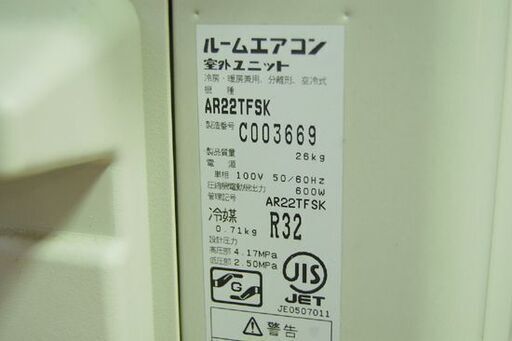 ルームエアコン
室外ユニット
冷房・暖房兼用、分離形、空冷式
機種
AR22TFSK
製造番号 C003669
製品質量 26kg
電源
単相 100V 50/60Hz
圧縮機電動機出力 600W
管理記号 AR22TFSK
冷媒 R32
0.71kg
設計圧力
高圧部 4.17MPa
低圧部 2.50MPa
G
JIS
JET
JE0507011
警告